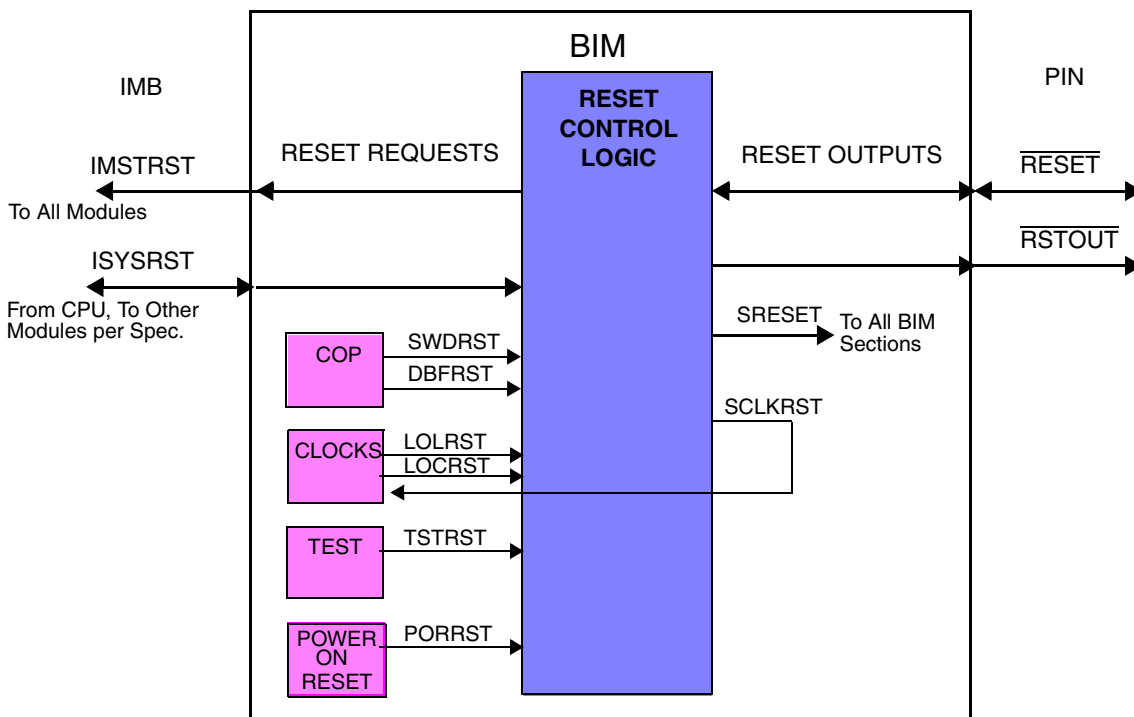 BIM
IMB
PIN
RESET
CONTROL
LOGIC
RESET REQUESTS
RESET OUTPUTS
IMSTRST
RESET
To All Modules
RSTOUT
ISYSRST
From CPU, To Other
Modules per Spec.
SRESET
To All BIM
Sections
COP
SWDRST
DBFRST
SCLKRST
CLOCKS
LOLRST
LOCRST
TEST
TSTRST
POWER
ON
RESET
PORRST